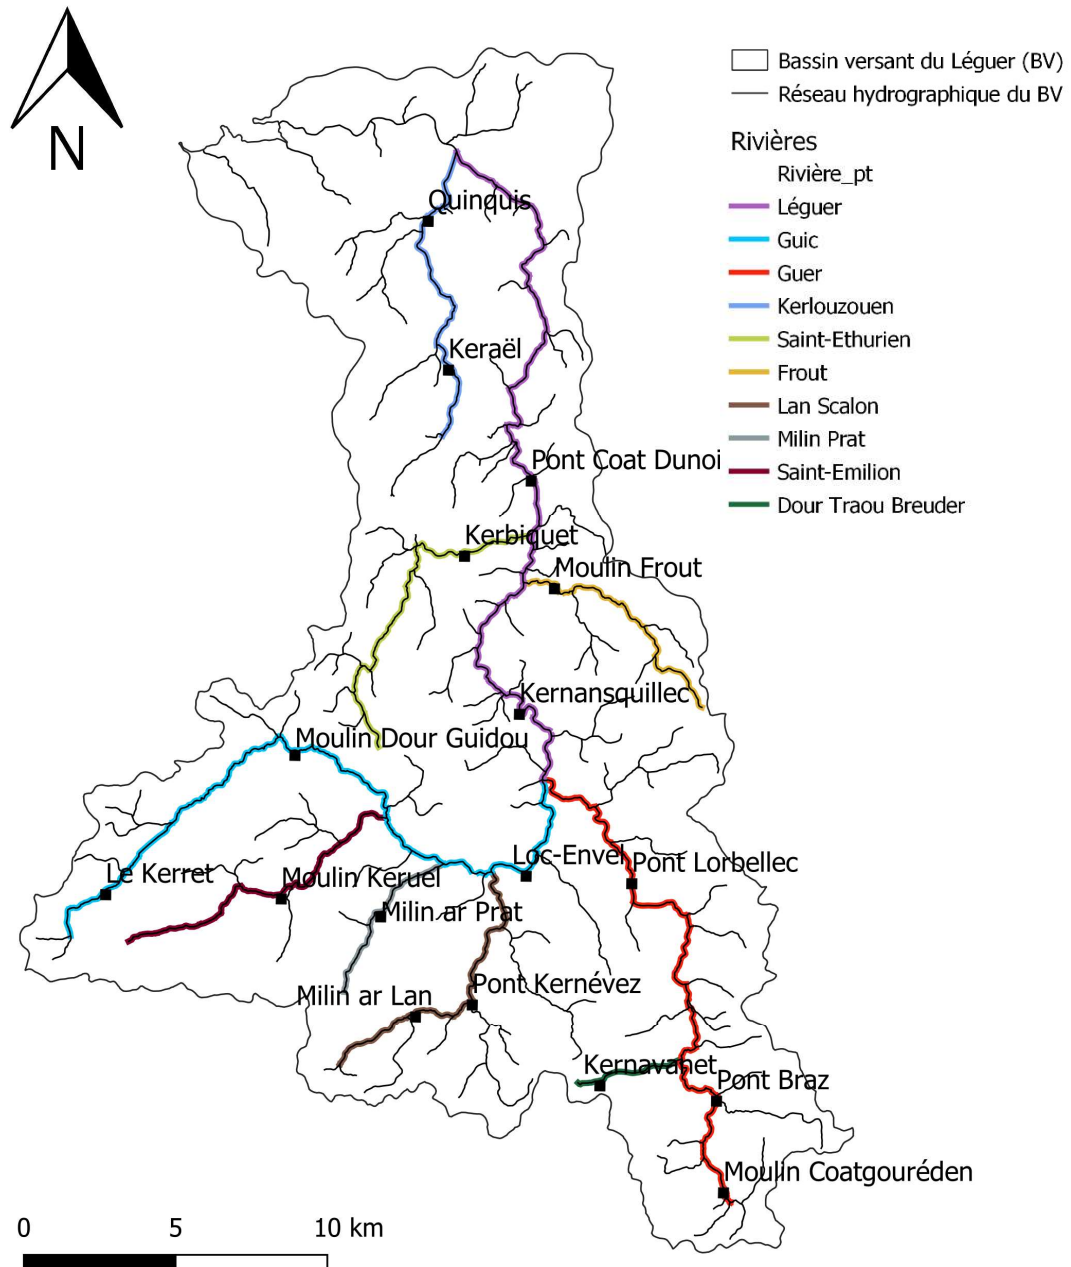 N
Bassin versant du Léguer (BV)
Réseau hydrographique du BV
Rivières
Rivière_pt
Léguer
Guic
Guer
Kerlouzouen
Saint-Ethurien
Frout
Lan Scalon
Milin Prat
Saint-Emilion
Dour Traou Breuder
Quinquis
Keraël
Pont Coat Dunoi
Kerbiquet
Moulin Frout
Kernansquillec
Moulin Dour Guidou
Loc-Envel
Pont Lorbellec
Le Kerret
Moulin Keruel
Milin ar Prat
Pont Kernévez
Milin ar Lan
Kernavanet
Pont Braz
Moulin Coatgouréden
0 5 10 km